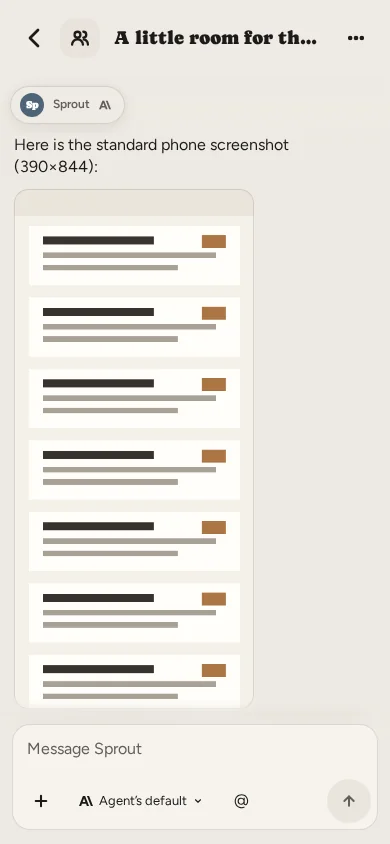 A little room for th...
Sp Sprout
Here is the standard phone screenshot
(390×844):
Message Sprout
Agent's default
@